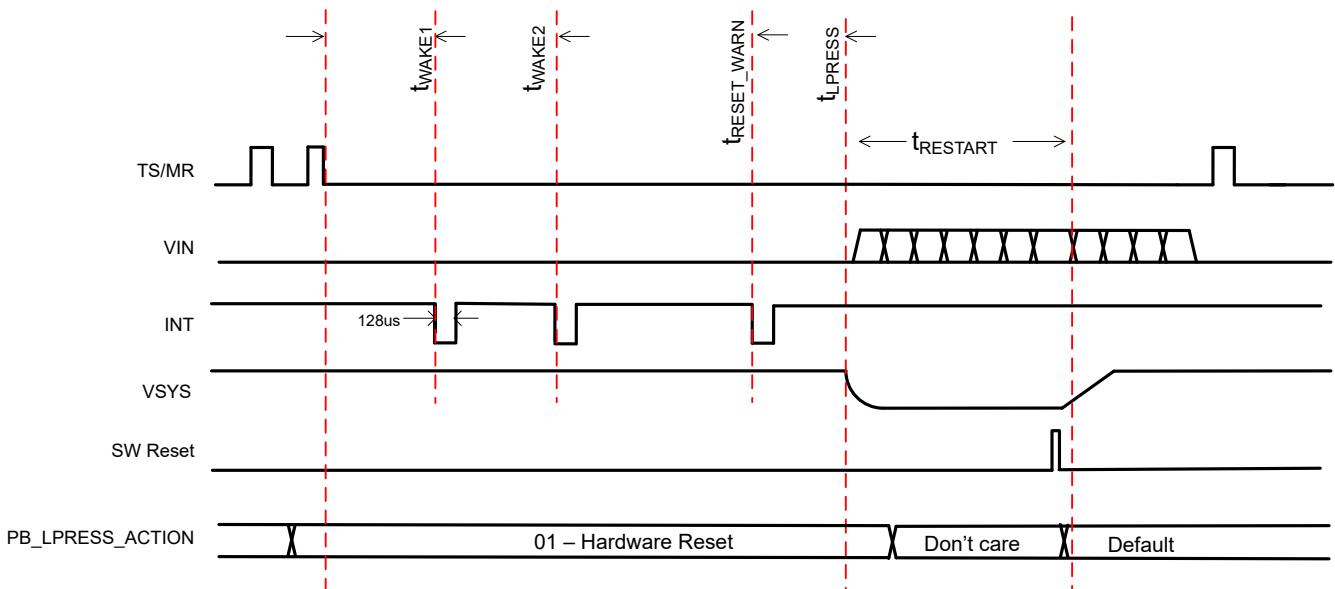 tWAKE1
tWAKE2
tRESET_WARN
tLPRESS
tRESTART
TS/MR
VIN
INT
128us
VSYS
SW Reset
PB_LPRESS_ACTION
01 – Hardware Reset
Don't care
Default